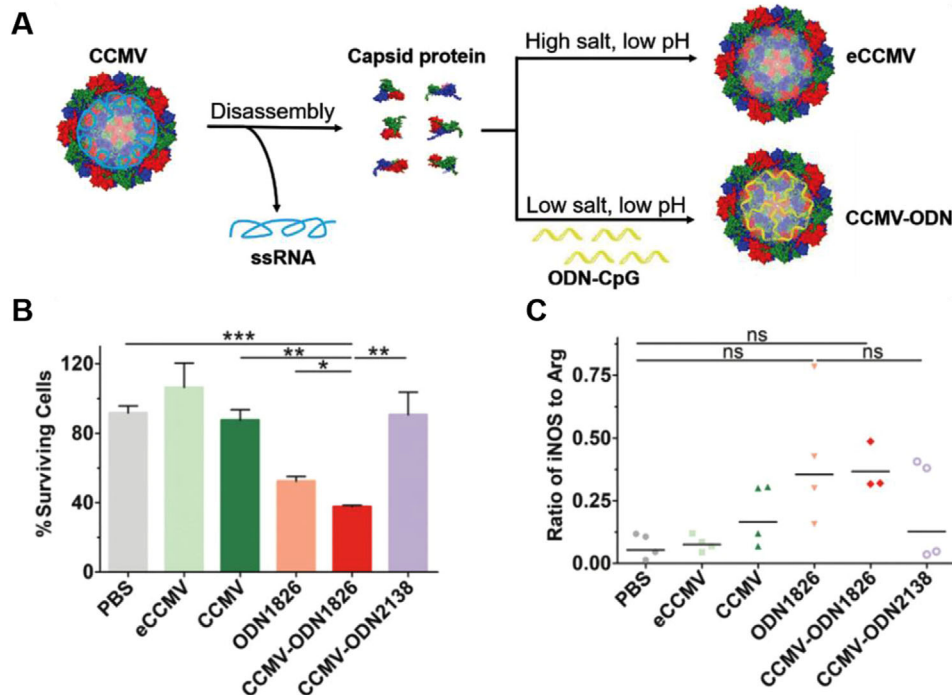 A
CCMV
Disassembly
ssRNA
Capsid protein
High salt, low pH
eCCMV
Low salt, low pH
ODN-CpG
CCMV-ODN
B
%Surviving Cells
120
80
40
0
***
**
*
**
PBS
eCCMV
CCMV
ODN1826
CCMV-ODN1826
CCMV-ODN2138
C
Ratio of iNOS to Arg
0.75
0.50
0.25
0.00
ns
ns
ns
PBS
eCCMV
CCMV
ODN1826
CCMV-ODN1826
CCMV-ODN2138